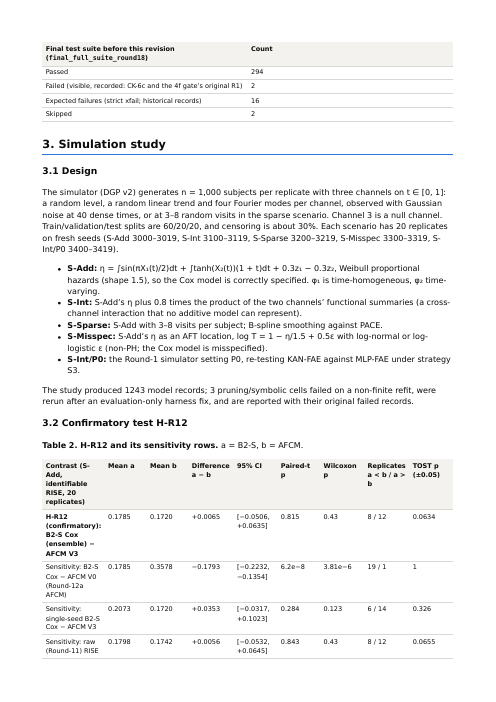 Final test suite before this revision Count
(final_full_suite_round18)
Passed 294
Failed (visible, recorded: CK-6c and the 4f gate's original R1) 2
Expected failures (strict xfail; historical records) 16
Skipped 2
3. Simulation study
3.1 Design
The simulator (DGP v2) generates n = 1,000 subjects per replicate with three channels on t ∈ [0, 1]:
a random level, a random linear trend and four Fourier modes per channel, observed with Gaussian
noise at 40 dense times, or at 3–8 random visits in the sparse scenario. Channel 3 is a null channel.
Train/validation/test splits are 60/20/20, and censoring is about 30%. Each scenario has 20 replicates
on fresh seeds (S-Add 3000–3019, S-Int 3100–3119, S-Sparse 3200–3219, S-Misspec 3300–3319, S-
Int/P0 3400–3419).
• S-Add: η = ∫sin(πX₁(t)/2)dt + ∫tanh(X₂(t))(1 + t)dt + 0.3z₁ − 0.3z₂, Weibull proportional
hazards (shape 1.5), so the Cox model is correctly specified. φ₁ is time-homogeneous, φ₂ time-
varying.
• S-Int: S-Add's η plus 0.8 times the product of the two channels' functional summaries (a cross-
channel interaction that no additive model can represent).
• S-Sparse: S-Add with 3–8 visits per subject; B-spline smoothing against PACE.
• S-Misspec: S-Add's η as an AFT location, log T = 1 − η/1.5 + 0.5ε with log-normal or log-
logistic ε (non-PH; the Cox model is misspecified).
• S-Int/P0: the Round-1 simulator setting P0, re-testing KAN-FAE against MLP-FAE under strategy
S3.
The study produced 1243 model records; 3 pruning/symbolic cells failed on a non-finite refit, were
rerun after an evaluation-only harness fix, and are reported with their original failed records.
3.2 Confirmatory test H-R12
Table 2. H-R12 and its sensitivity rows. a = B2-S, b = AFCM.
Contrast (S- Mean a Mean b Difference 95% CI Paired-t Wilcoxon Replicates TOST p
Add, a − b p p a < b / a > (±0.05)
identifiable b
RISE, 20
replicates)
H-R12 0.1785 0.1720 +0.0065 [−0.0506, 0.815 0.43 8 / 12 0.0634
(confirmatory): +0.0635]
B2-S Cox
(ensemble) −
AFCM V3
Sensitivity: B2-S 0.1785 0.3578 −0.1793 [−0.2232, 6.2e−8 3.81e−6 19 / 1 1
Cox − AFCM V0 −0.1354]
(Round-12a
AFCM)
Sensitivity: 0.2073 0.1720 +0.0353 [−0.0317, 0.284 0.123 6 / 14 0.326
single-seed B2-S +0.1023]
Cox − AFCM V3
Sensitivity: raw 0.1798 0.1742 +0.0056 [−0.0532, 0.843 0.43 8 / 12 0.0655
(Round-11) RISE +0.0645]